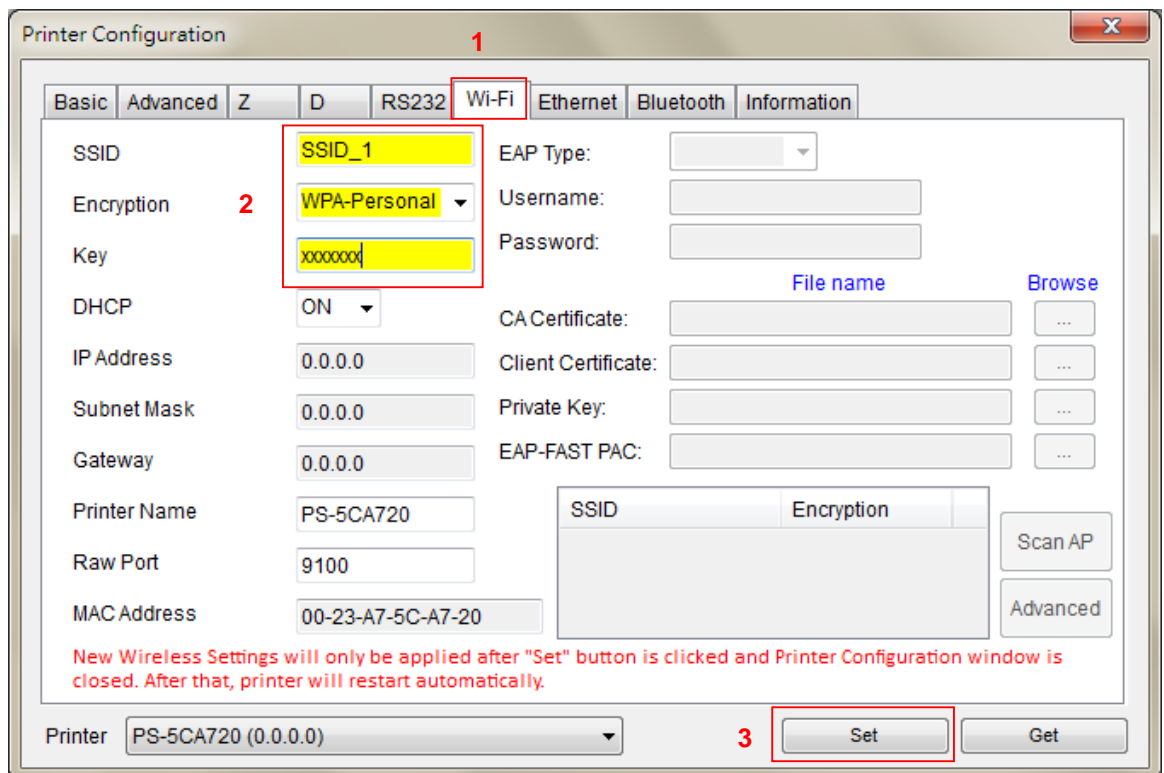 Printer Configuration
1
Basic Advanced Z D RS232 Wi-Fi Ethernet Bluetooth Information
SSID SSID_1 EAP Type:
2
Encryption WPA-Personal Username:
Key xxxxxxx Password:
File name Browse
DHCP ON CA Certificate: ...
IP Address 0.0.0.0 Client Certificate: ...
Subnet Mask 0.0.0.0 Private Key: ...
Gateway 0.0.0.0 EAP-FAST PAC: ...
Printer Name PS-5CA720 SSID Encryption
Scan AP
Raw Port 9100
MAC Address 00-23-A7-5C-A7-20 Advanced
New Wireless Settings will only be applied after "Set" button is clicked and Printer Configuration window is
closed. After that, printer will restart automatically.
Printer PS-5CA720 (0.0.0.0) 3 Set Get